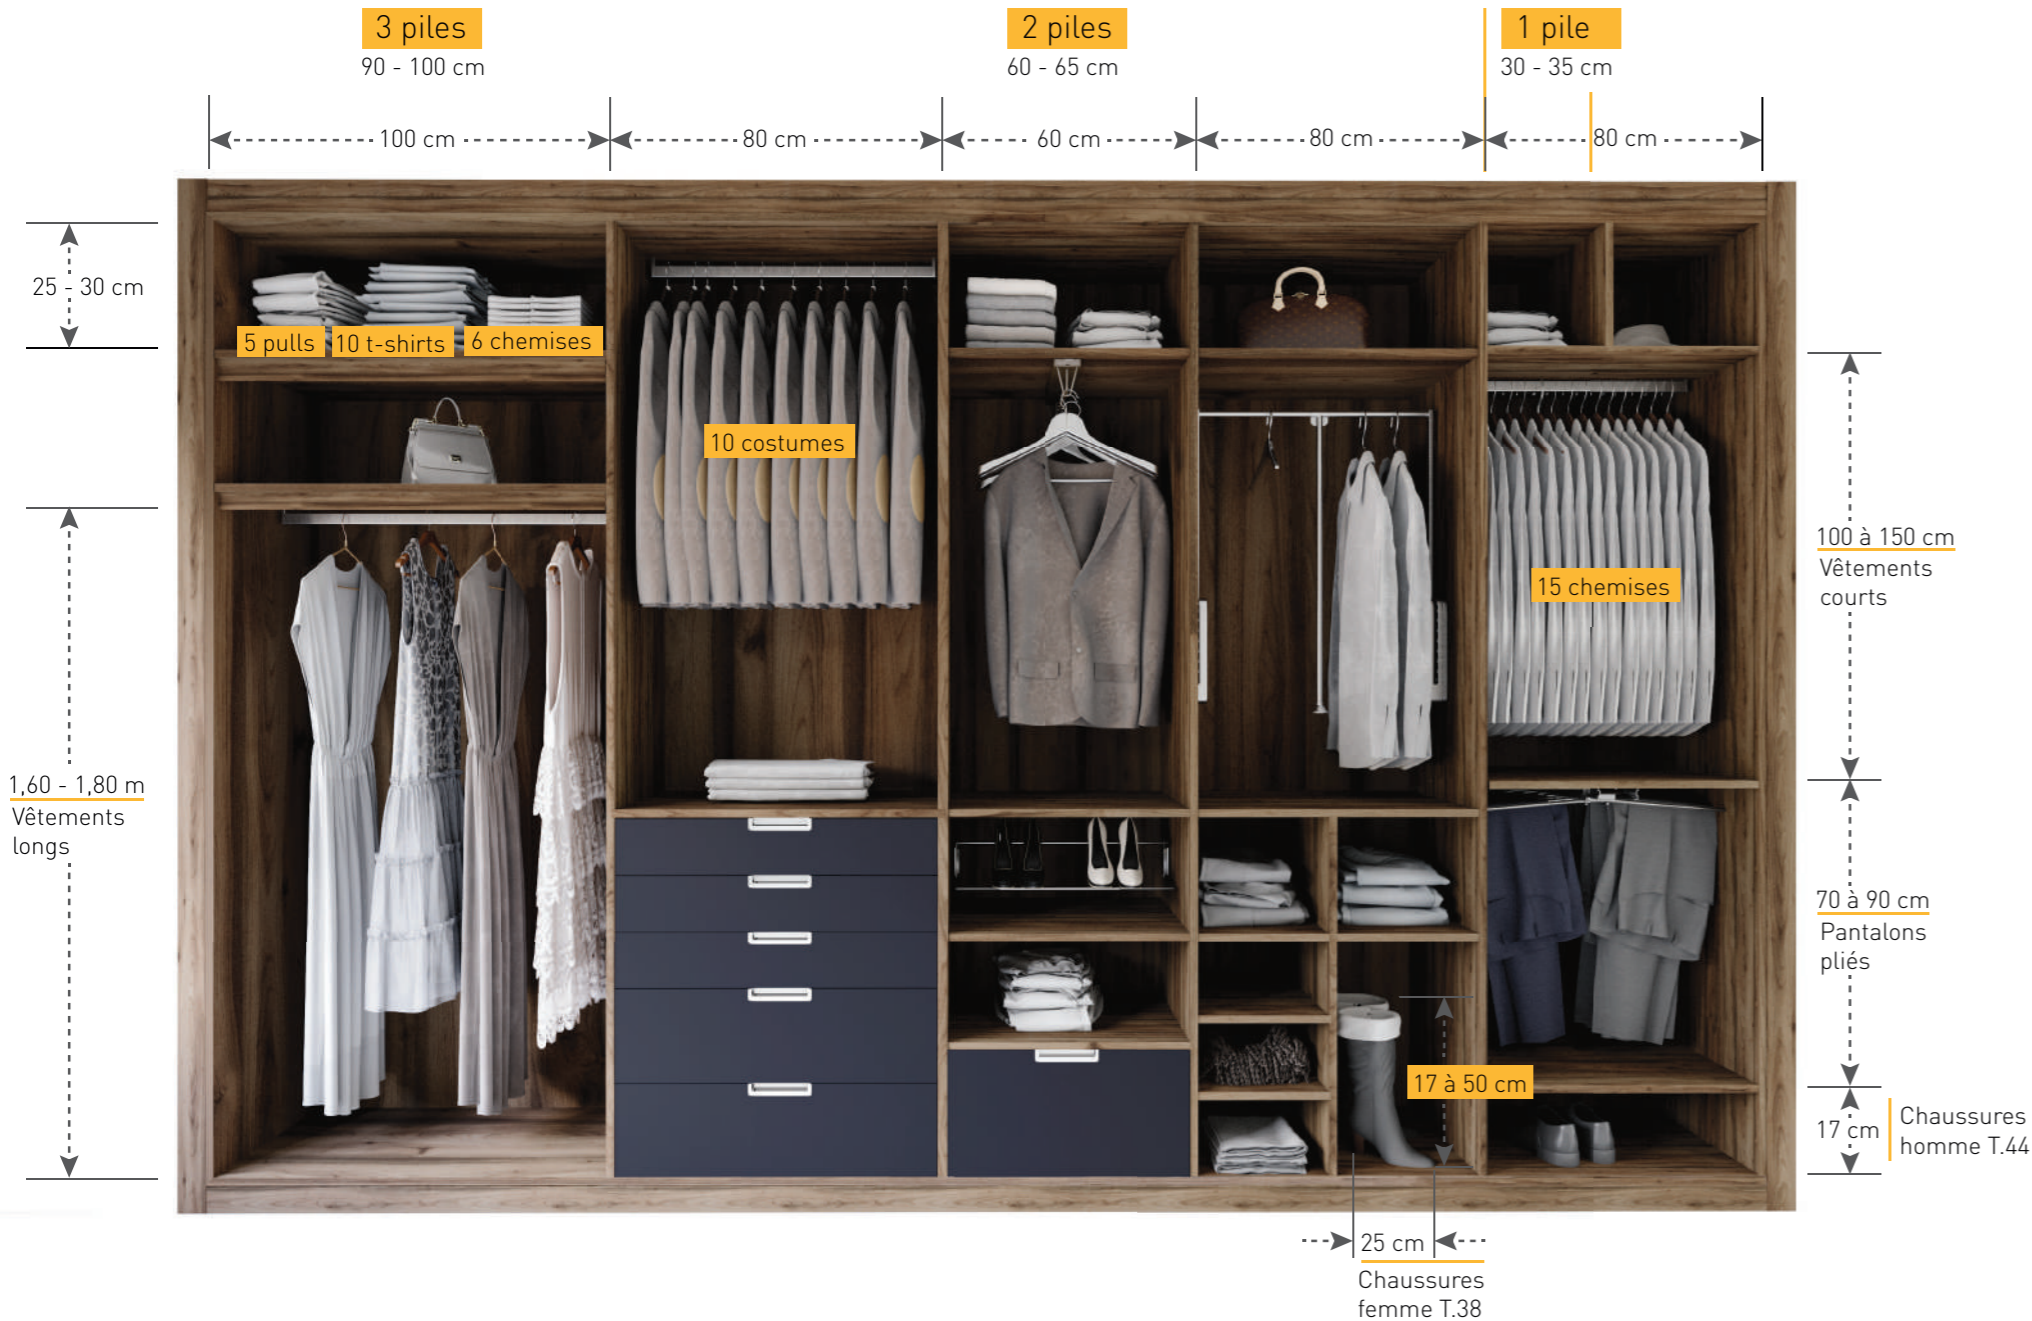 3 piles
90 - 100 cm
2 piles
60 - 65 cm
1 pile
30 - 35 cm
100 cm
80 cm
60 cm
80 cm
80 cm
25 - 30 cm
5 pulls
10 t-shirts
6 chemises
10 costumes
15 chemises
100 à 150 cm
Vêtements
courts
1,60 - 1,80 m
Vêtements
longs
70 à 90 cm
Pantalons
pliés
17 à 50 cm
17 cm
Chaussures
homme T.44
25 cm
Chaussures
femme T.38